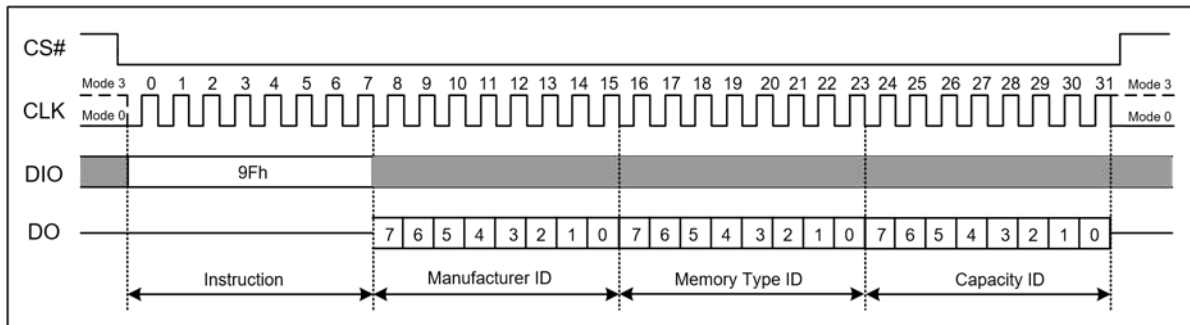 CS#
Mode 3 0 1 2 3 4 5 6 7 8 9 10 11 12 13 14 15 16 17 18 19 20 21 22 23 24 25 26 27 28 29 30 31 Mode 3
CLK
Mode 0 Mode 0
DIO 9Fh
DO 7 6 5 4 3 2 1 0 7 6 5 4 3 2 1 0 7 6 5 4 3 2 1 0
Instruction Manufacturer ID Memory Type ID Capacity ID